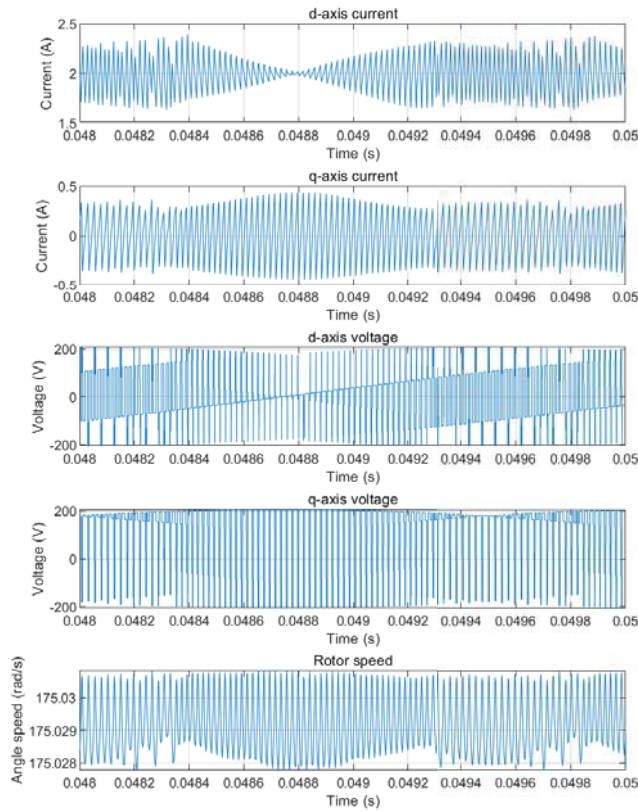 d-axis current
2.5
2
1.5
Current (A)
0.048 0.0482 0.0484 0.0486 0.0488 0.049 0.0492 0.0494 0.0496 0.0498 0.05
Time (s)
q-axis current
0.5
0
-0.5
Current (A)
0.048 0.0482 0.0484 0.0486 0.0488 0.049 0.0492 0.0494 0.0496 0.0498 0.05
Time (s)
d-axis voltage
200
0
-200
Voltage (V)
0.048 0.0482 0.0484 0.0486 0.0488 0.049 0.0492 0.0494 0.0496 0.0498 0.05
Time (s)
q-axis voltage
200
0
-200
Voltage (V)
0.048 0.0482 0.0484 0.0486 0.0488 0.049 0.0492 0.0494 0.0496 0.0498 0.05
Time (s)
Rotor speed
175.03
175.029
175.028
Angle speed (rad/s)
0.048 0.0482 0.0484 0.0486 0.0488 0.049 0.0492 0.0494 0.0496 0.0498 0.05
Time (s)